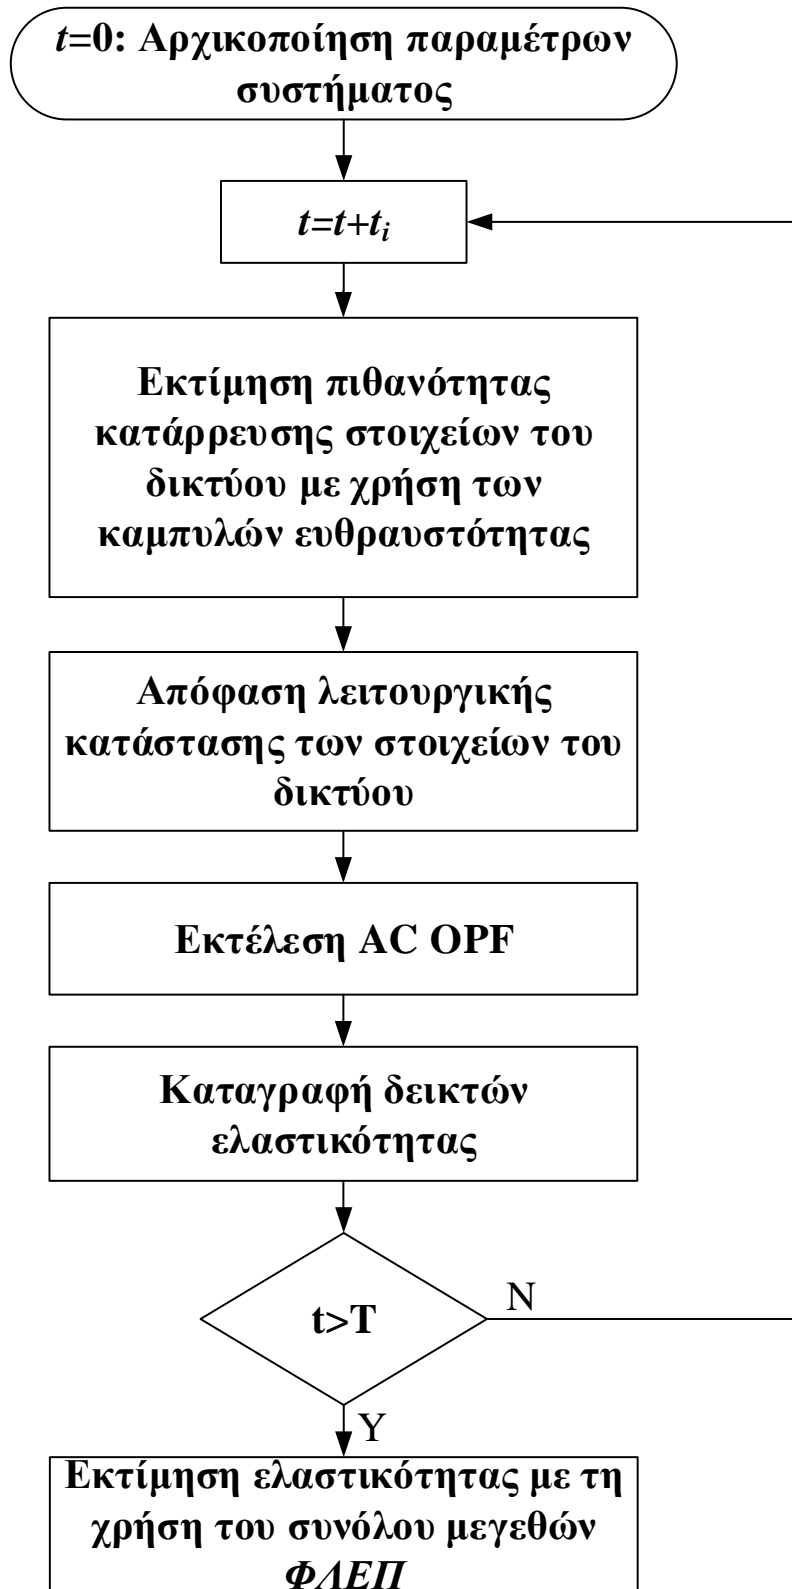 t=0: Αρχικοποίηση παραμέτρων
συστήματος
t=t+ti
Εκτίμηση πιθανότητας
κατάρρευσης στοιχείων του
δικτύου με χρήση των
καμπυλών ευθραυστότητας
Απόφαση λειτουργικής
κατάστασης των στοιχείων του
δικτύου
Εκτέλεση AC OPF
Καταγραφή δεικτών
ελαστικότητας
t>T
N
Y
Εκτίμηση ελαστικότητας με τη
χρήση του συνόλου μεγεθών
ΦΛΕΠ